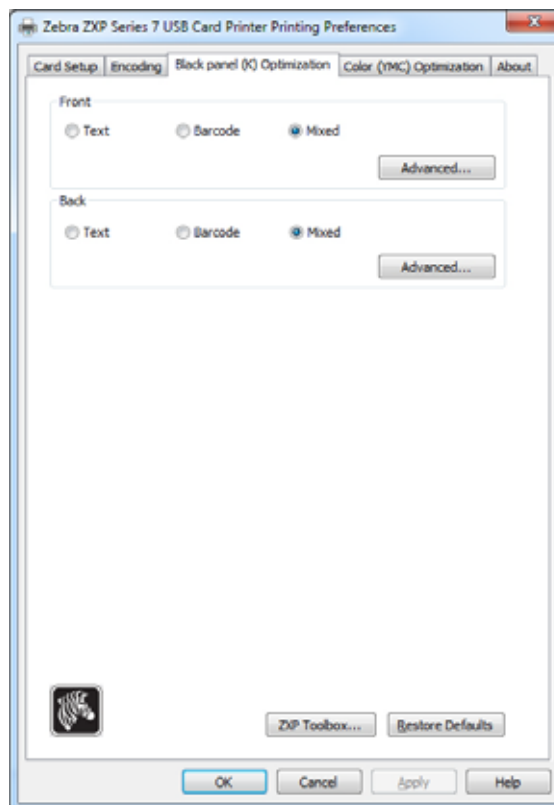 Zebra ZXP Series 7 USB Card Printer Printing Preferences
Card Setup Encoding Black panel (K) Optimization Color (YMC) Optimization About
Front
Text Barcode Mixed
Advanced...
Back
Text Barcode Mixed
Advanced...
ZXP Toolbox... Restore Defaults
OK Cancel Apply Help